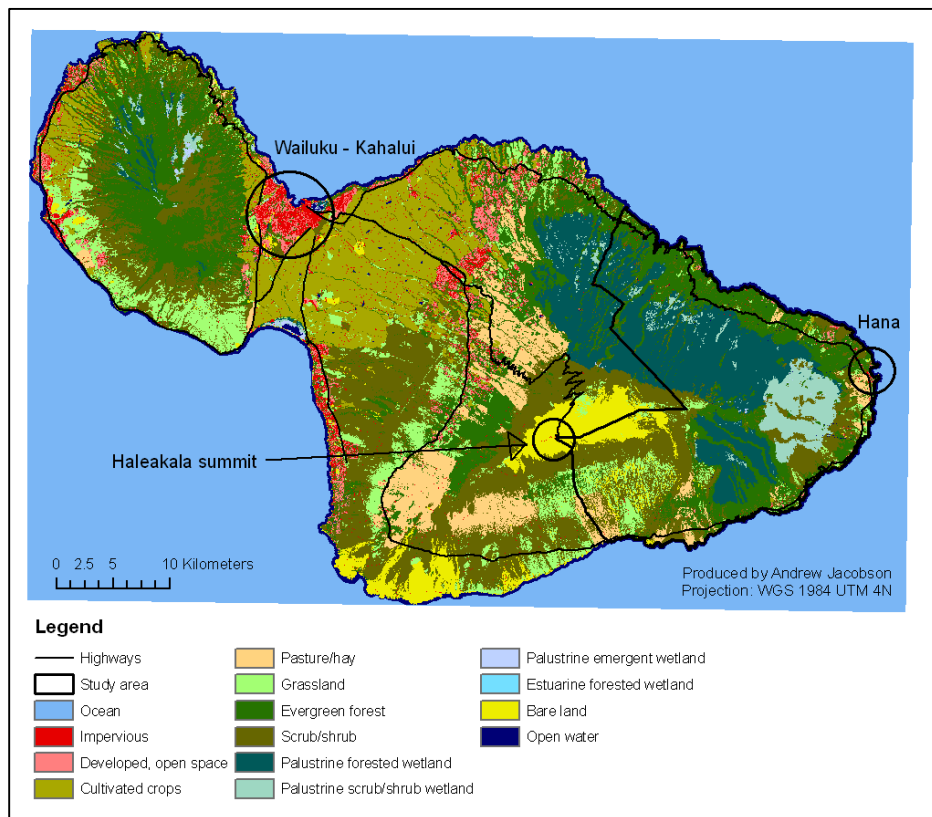 Wailuku - Kahalui
Hana
Haleakala summit
0 2.5 5 10 Kilometers
Produced by Andrew Jacobson
Projection: WGS 1984 UTM 4N
Legend
Highways
Study area
Ocean
Impervious
Developed, open space
Cultivated crops
Pasture/hay
Grassland
Evergreen forest
Scrub/shrub
Palustrine forested wetland
Palustrine scrub/shrub wetland
Palustrine emergent wetland
Estuarine forested wetland
Bare land
Open water